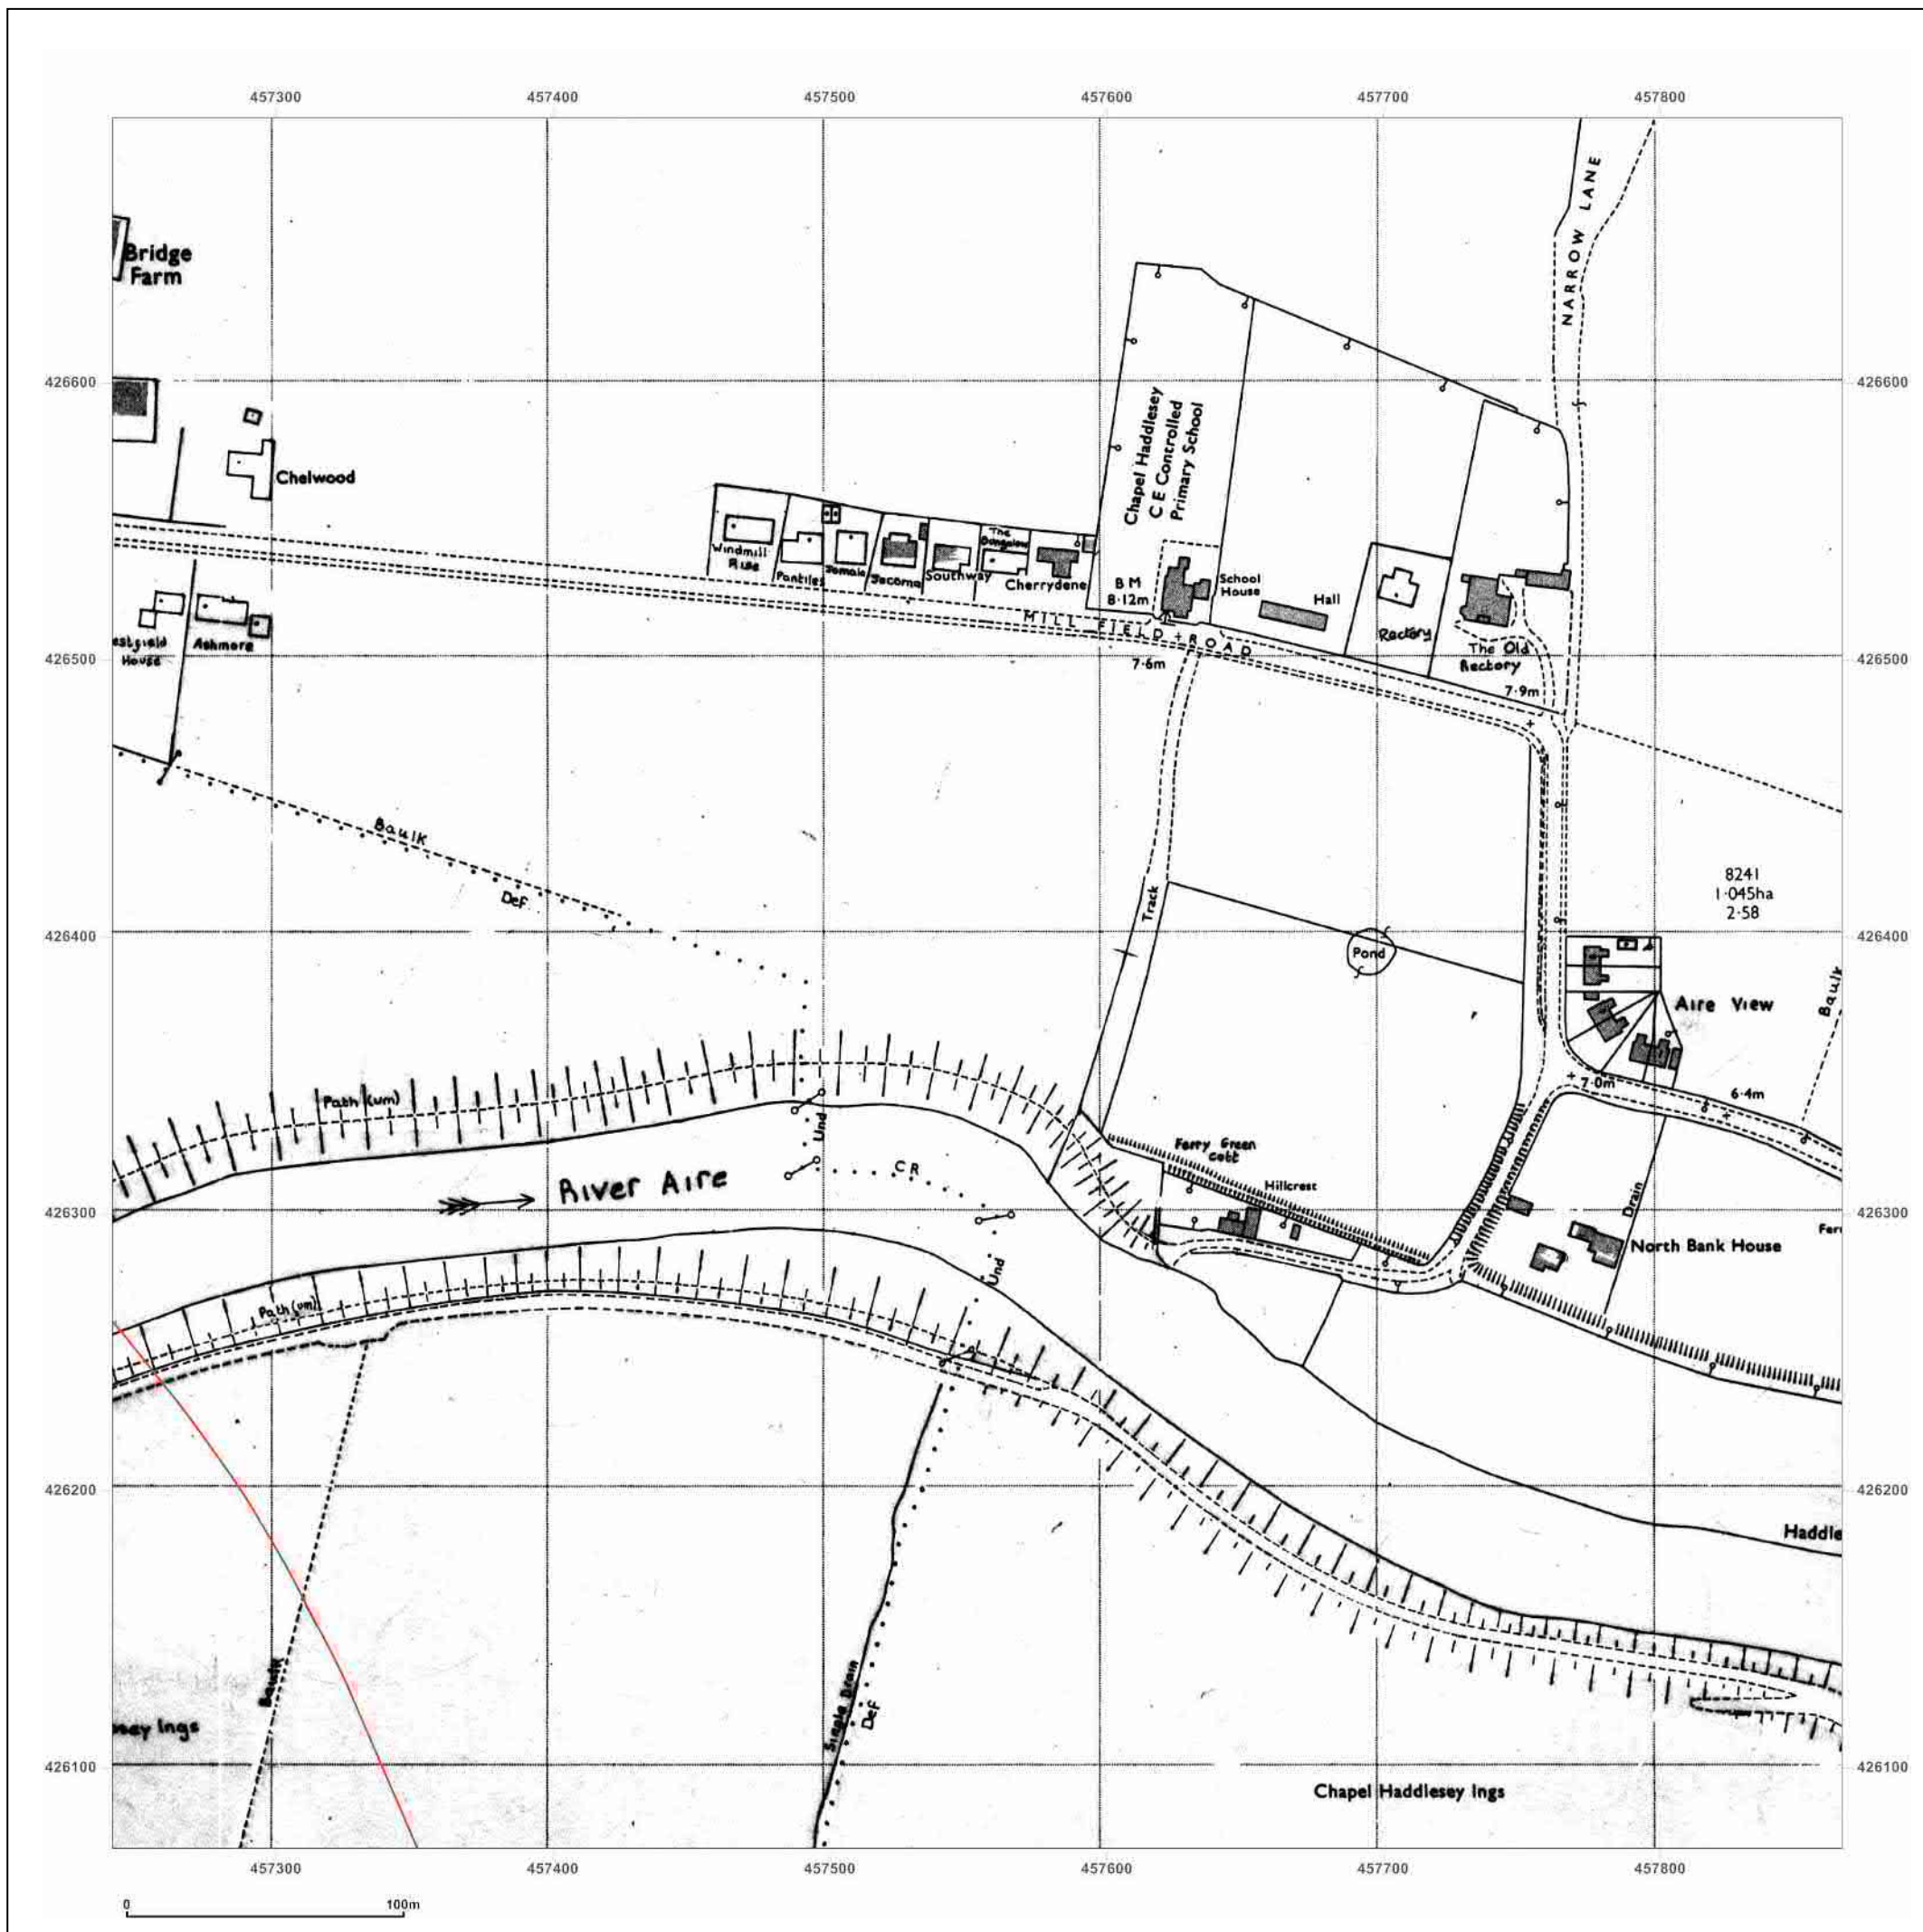 457300 457400 457500 457600 457700 457800
NARROW LANE
Bridge
Farm
426600 426600
Chapel Haddlesey
C E Controlled
Primary School
Chelwood
Windmill
Rise
Pantiles
Jacorna
Southway
The
Bungalow
Cherrydene
B M
8·12m
School
House
Hall
Rectory
The Old
Rectory
MILL FIELD ROAD
House
Ashmore
426500 426500
7·6m
7·9m
Baulk
Def
Track
8241
1·045ha
2·58
426400 426400
Pond
Aire View
Baulk
Path (um)
7·0m
6·4m
Und
Ferry Green
Cott
Hillcrest
CR
River Aire
Drain
426300 426300
North Bank House
Und
Path (um)
426200 426200
Haddle
Baulk
Single Drain
Def
Ings
426100 426100
Chapel Haddlesey Ings
457300 457400 457500 457600 457700 457800
0 100m